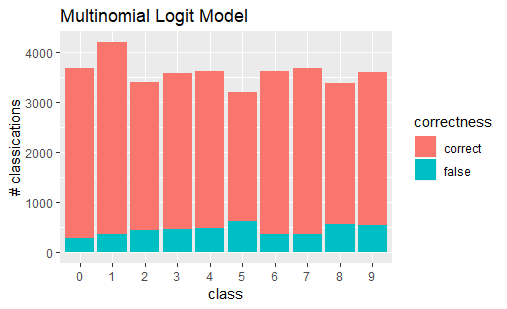 Multinomial Logit Model
4000
3000
2000
1000
0
# classications
0 1 2 3 4 5 6 7 8 9
class
correctness
correct
false